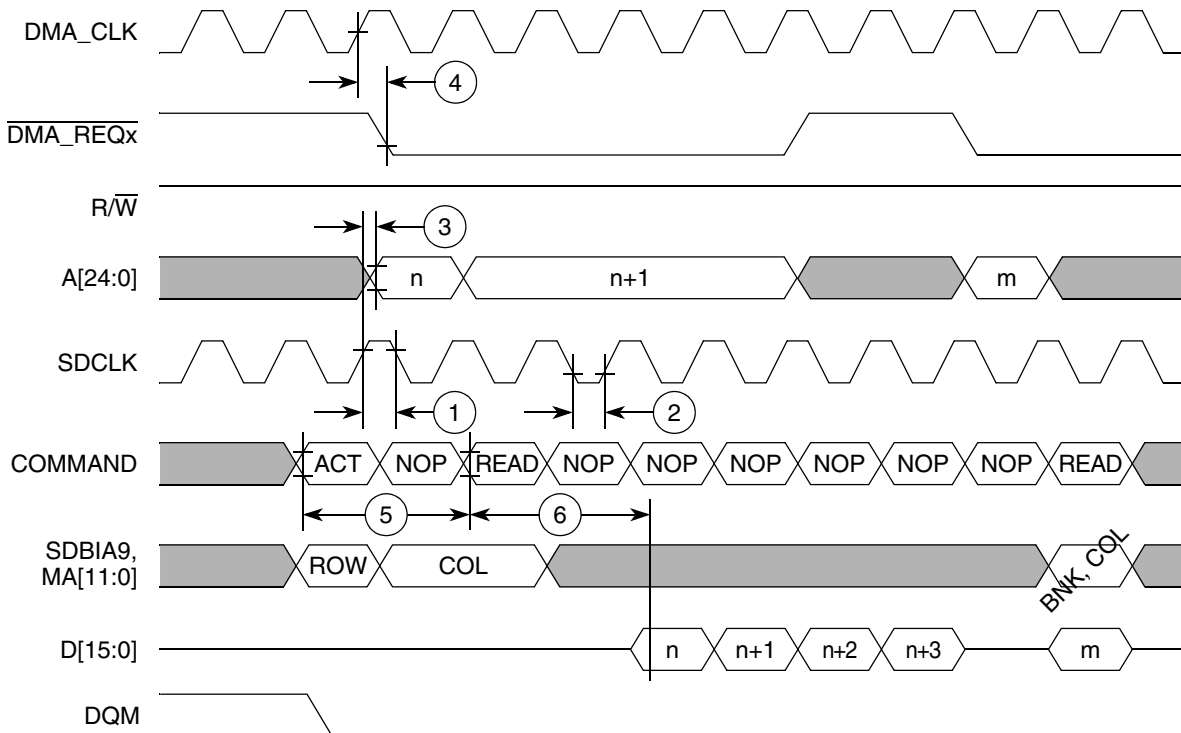 DMA_CLK
4
DMA_REQx
R/W
3
A[24:0] n n+1 m
SDCLK
1 2
COMMAND ACT NOP READ NOP NOP NOP NOP NOP NOP READ
5 6
SDBIA9,
MA[11:0] ROW COL BNK, COL
D[15:0] n n+1 n+2 n+3 m
DQM